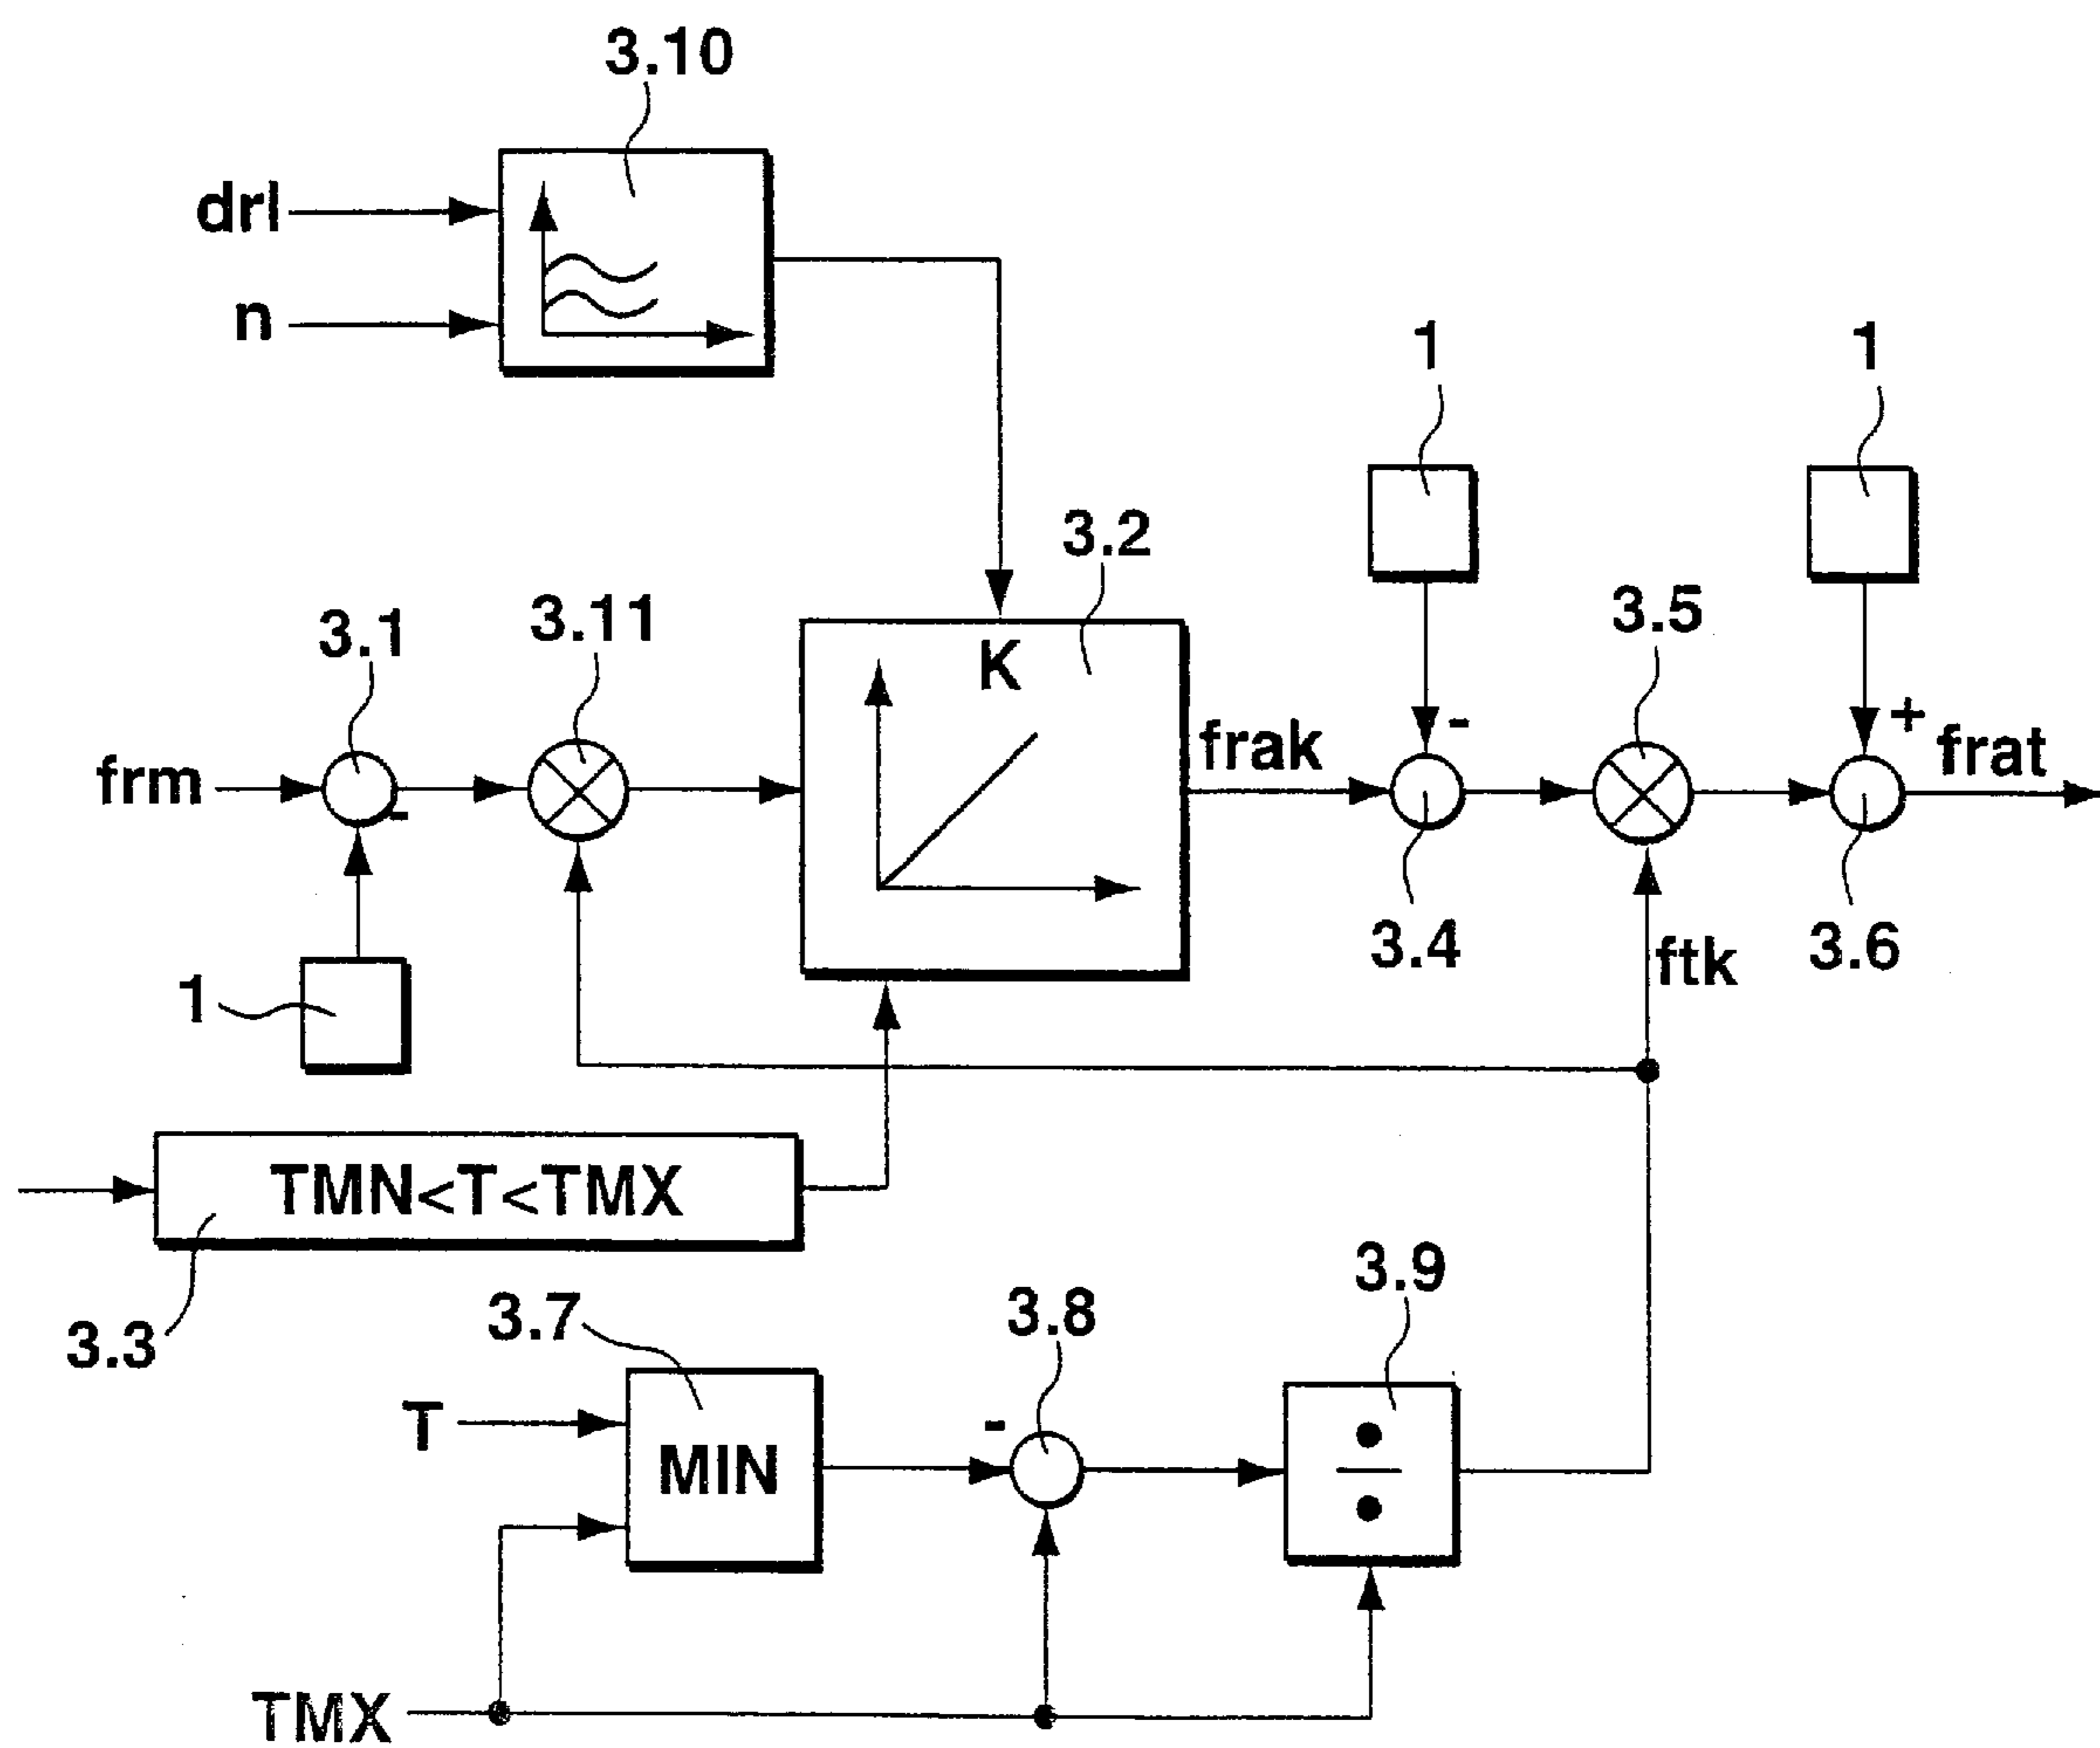 3.10
drl
n
1
1
3.2
3.1
3.11
3.5
K
frm
-
frak
-
+
frat
3.4
3.6
ftk
1
TMN<T<TMX
3.3
3.7
3.8
3.9
T
MIN
-
÷
TMX